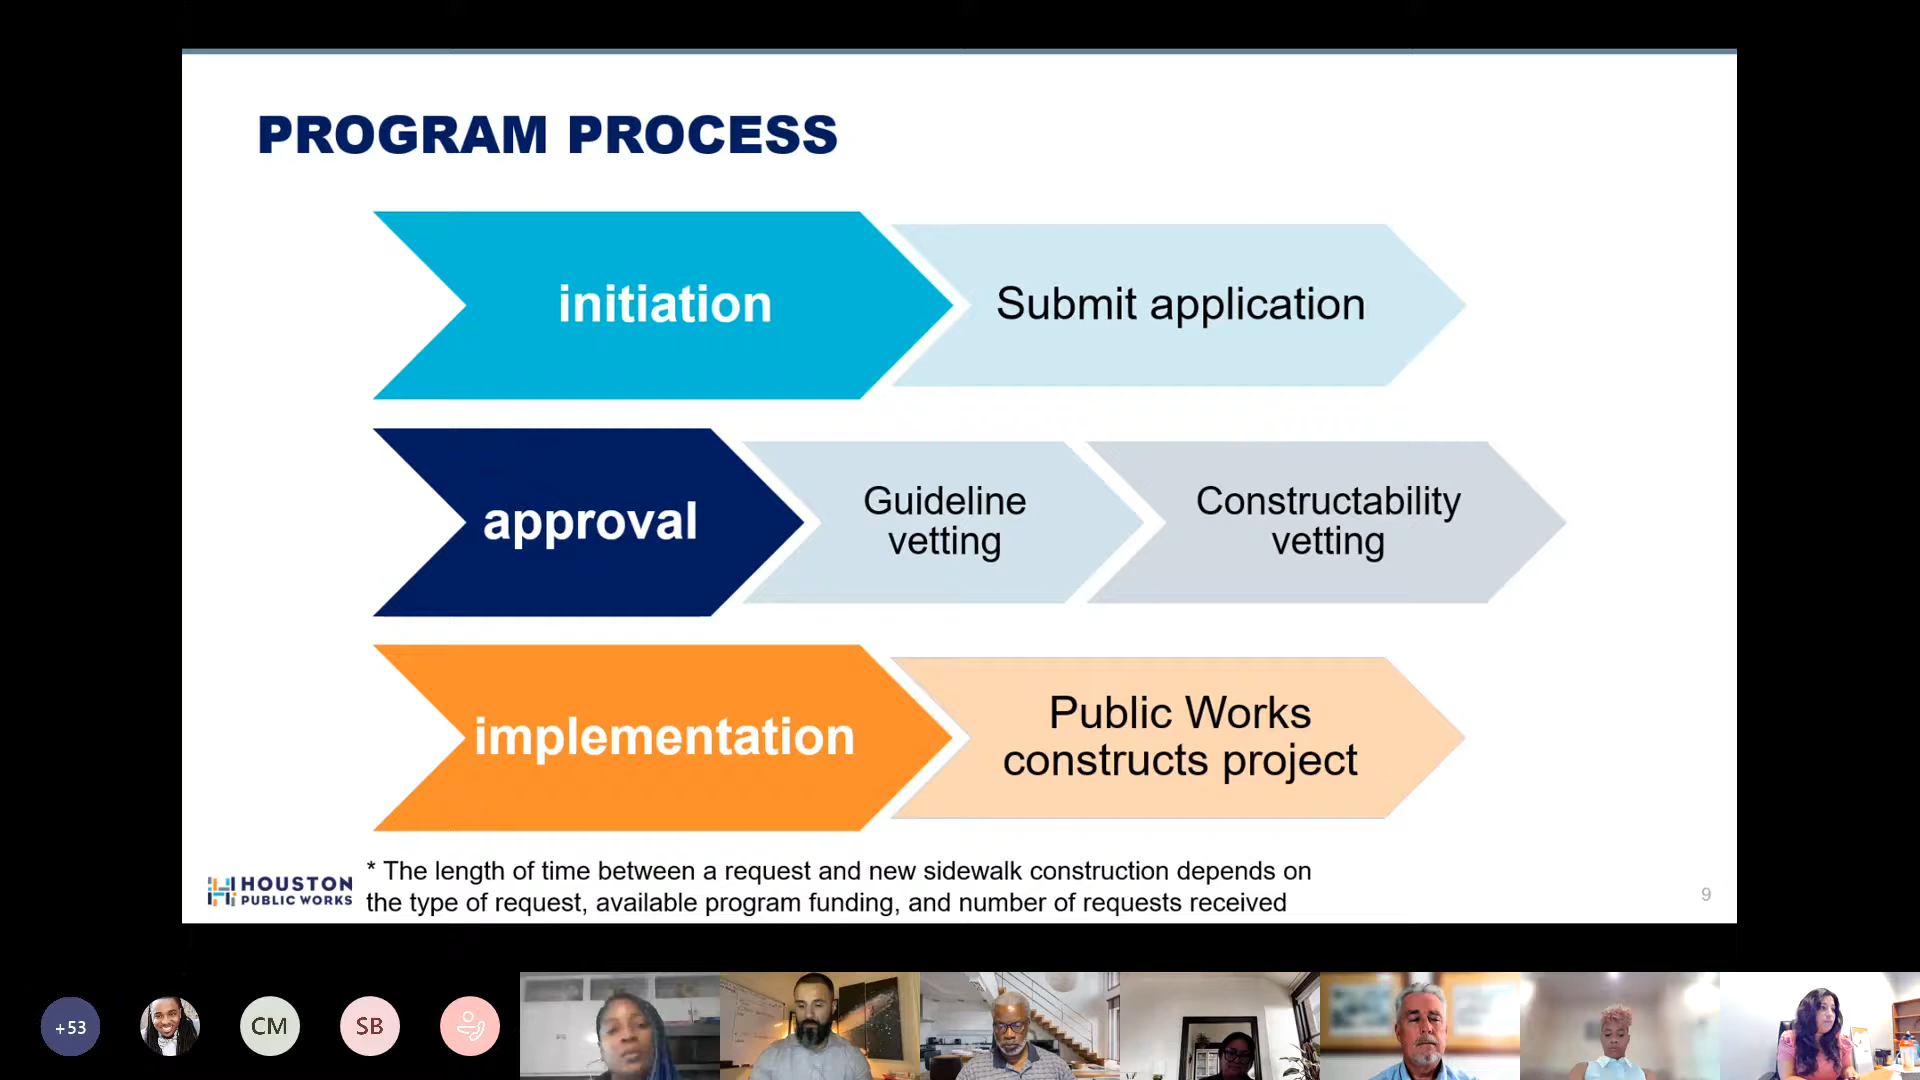 PROGRAM PROCESS
initiation
Submit application
approval
Guideline
vetting
Constructability
vetting
implementation
Public Works
constructs project
* The length of time between a request and new sidewalk construction depends on
the type of request, available program funding, and number of requests received
HOUSTON
PUBLIC WORKS
9
+53
CM
SB